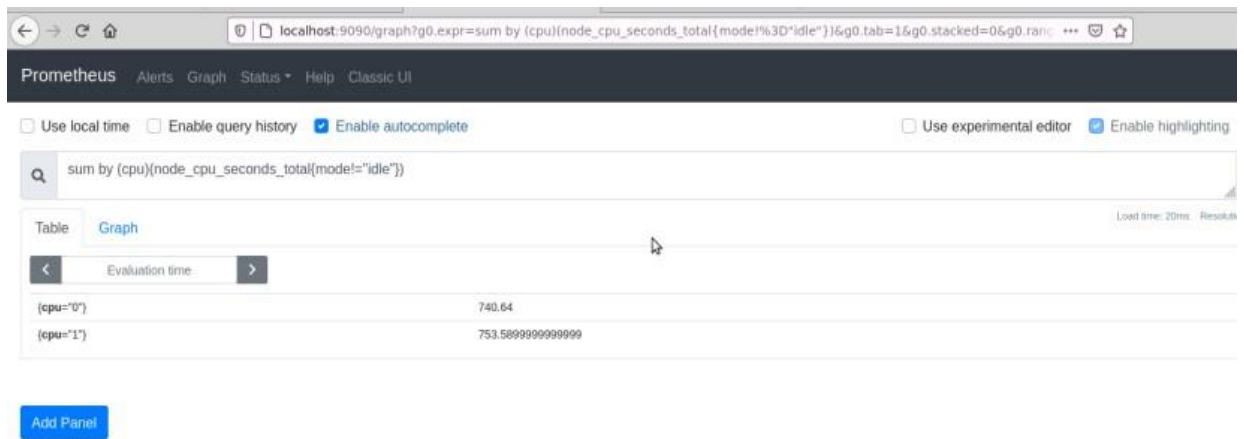 localhost:9090/graph?g0.expr=sum by (cpu)(node_cpu_seconds_total{mode!%3D"idle"})&g0.tab=1&g0.stacked=0&g0.rang
Prometheus Alerts Graph Status Help Classic UI
Use local time Enable query history Enable autocomplete Use experimental editor Enable highlighting
sum by (cpu)(node_cpu_seconds_total{mode!="idle"})
Load time: 20ms
Table Graph
Evaluation time
{cpu="0"} 740.64
{cpu="1"} 753.5899999999999
Add Panel